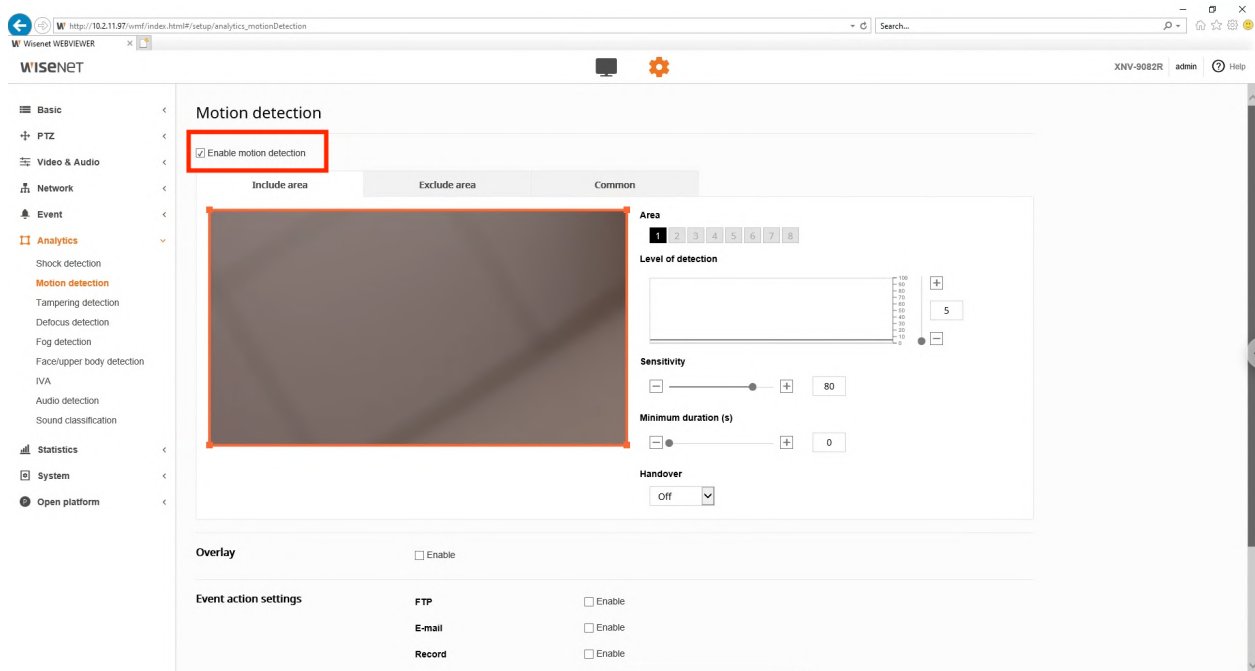 http://10.2.11.97/wmf/index.html#/setup/analytics_motionDetection
Search...
W Wisenet WEBVIEWER
WISENET
XNV-9082R admin ? Help
Basic
PTZ
Video & Audio
Network
Event
Analytics
Shock detection
Motion detection
Tampering detection
Defocus detection
Fog detection
Face/upper body detection
IVA
Audio detection
Sound classification
Statistics
System
Open platform
Motion detection
Enable motion detection
Include area Exclude area Common
Area
1 2 3 4 5 6 7 8
Level of detection
100
90
80
70
60
50
40
30
20
10
0
5
Sensitivity
80
Minimum duration (s)
0
Handover
Off
Overlay Enable
Event action settings FTP Enable
E-mail Enable
Record Enable